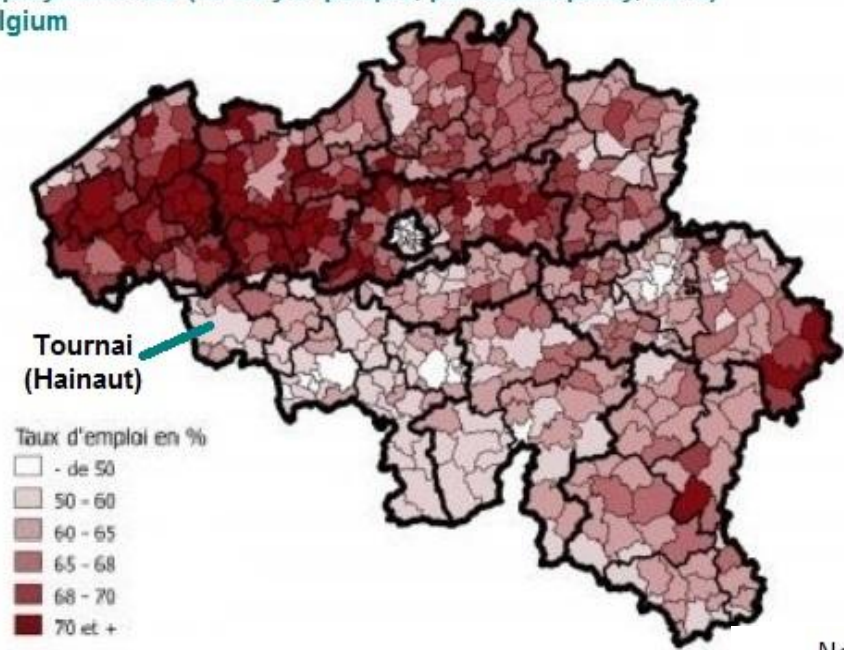 lgium
Tournai
(Hainaut)
Taux d'emploi en %
- de 50
50 - 60
60 - 65
65 - 68
68 - 70
70 et +